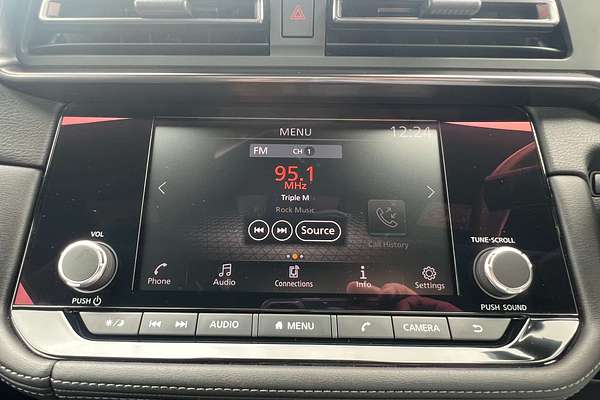 MENU
12:24
FM CH 1
95.1
MHz
Triple M
Rock Music
Source
Call History
VOL
PUSH
TUNE·SCROLL
PUSH SOUND
Phone
Audio
Connections
Info
Settings
AUDIO
MENU
CAMERA